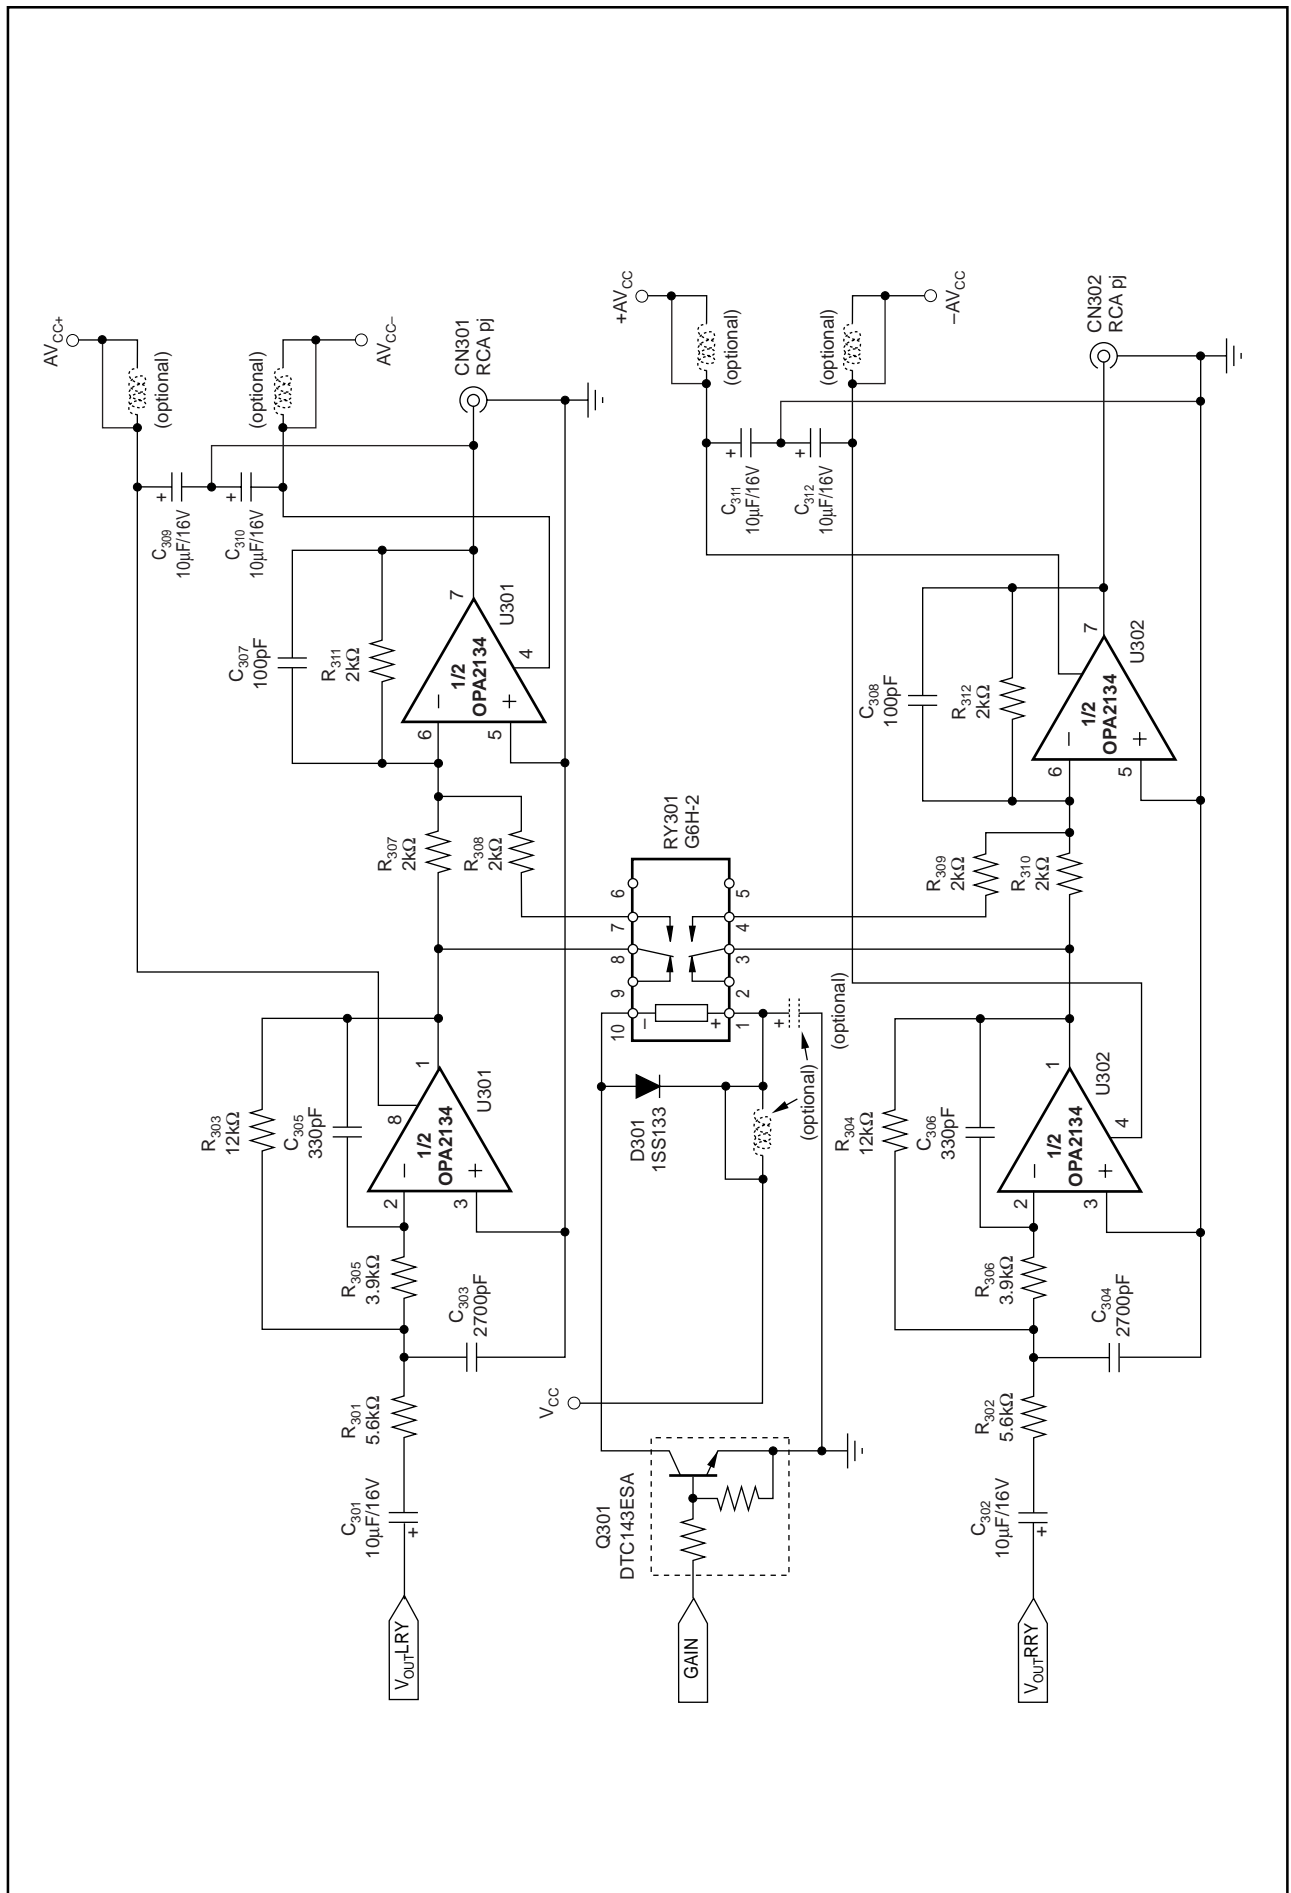 AVCC+
(optional)
(optional)
AVCC–
C309
10µF/16V
C310
10µF/16V
CN301
RCA pj
C307
100pF
R311
2kΩ
7
U301
1/2
OPA2134
–
+
4
6
5
R307
2kΩ
R308
2kΩ
R303
12kΩ
C305
330pF
1
U301
8
1/2
OPA2134
–
+
2
3
R305
3.9kΩ
C303
2700pF
R301
5.6kΩ
C301
10µF/16V
+
VOUTLRY
RY301
G6H-2
6
7
8
9
10
5
4
3
2
1
–
+
+
(optional)
(optional)
D301
1SS133
VCC
Q301
DTC143ESA
GAIN
+AVCC
(optional)
(optional)
–AVCC
+
+
C311
10µF/16V
C312
10µF/16V
CN302
RCA pj
C308
100pF
R312
2kΩ
7
U302
1/2
OPA2134
–
+
6
5
R309
2kΩ
R310
2kΩ
R304
12kΩ
C306
330pF
1
U302
4
1/2
OPA2134
–
+
2
3
R306
3.9kΩ
C304
2700pF
R302
5.6kΩ
C302
10µF/16V
+
VOUTRRY